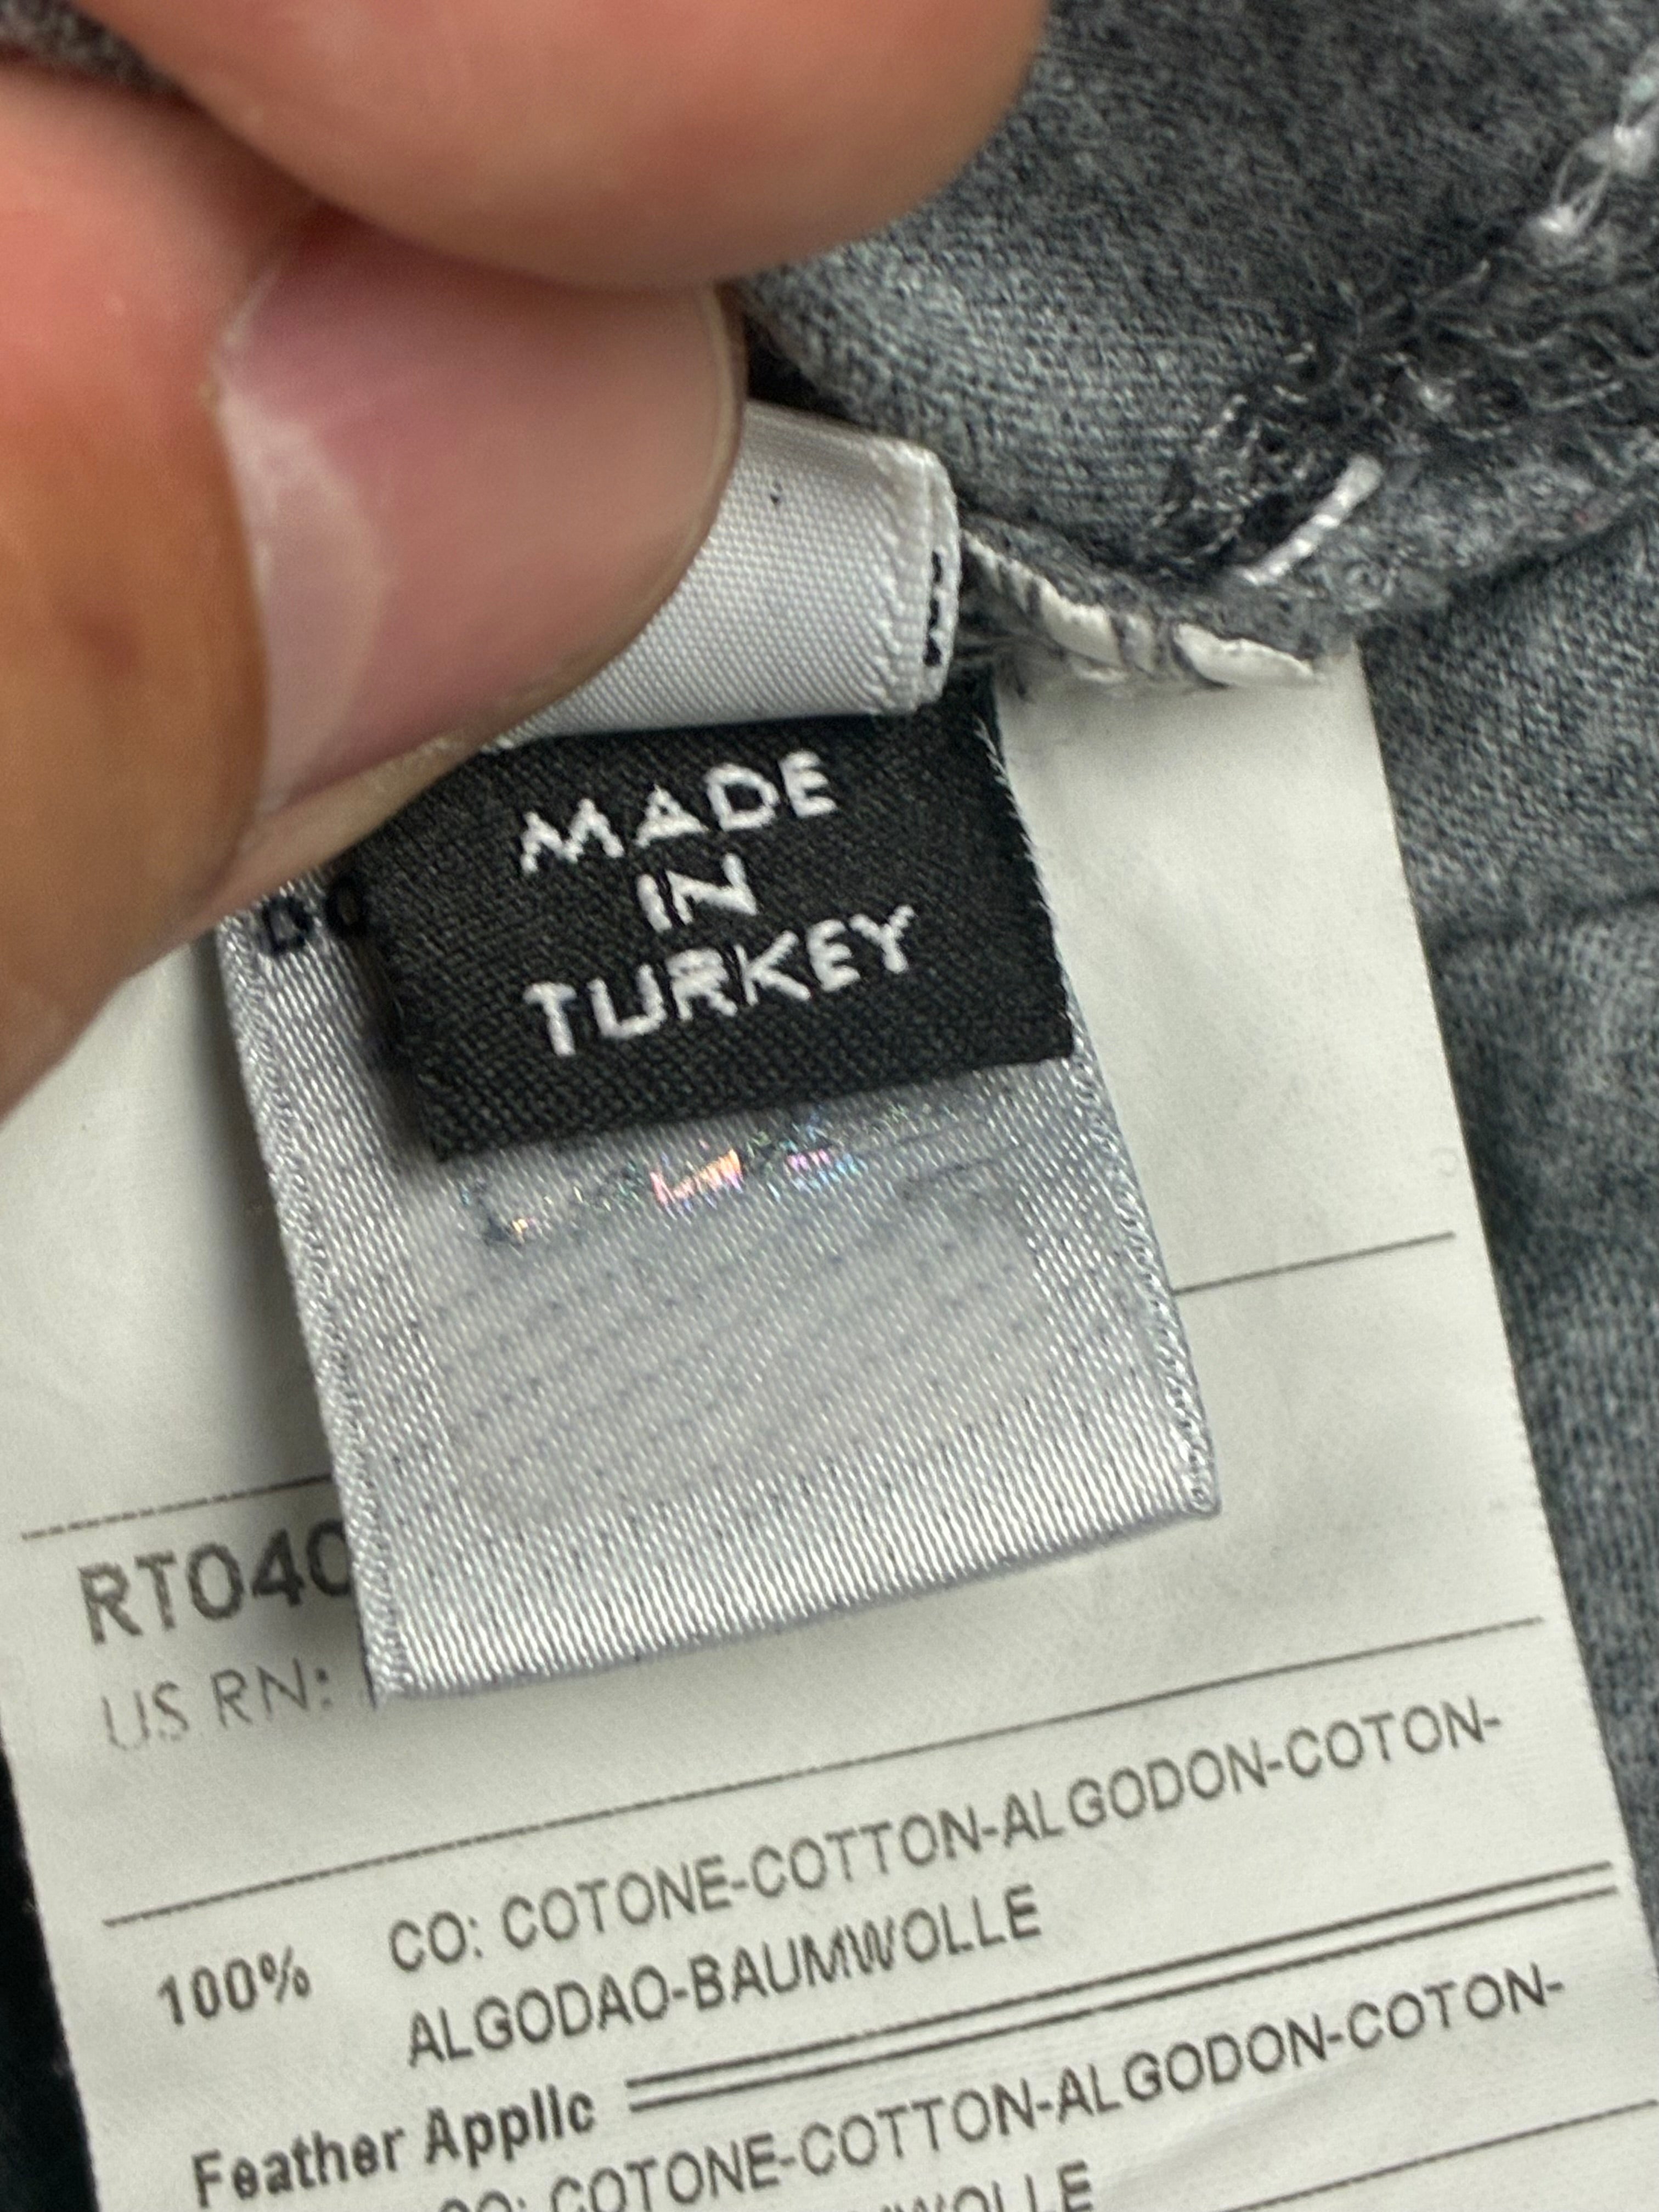 MADE
IN
TURKEY
RT040
US RN:
100% CO: COTONE-COTTON-ALGODON-COTON-
ALGODAO-BAUMWOLLE
Feather Applic
CO: COTONE-COTTON-ALGODON-COTON-